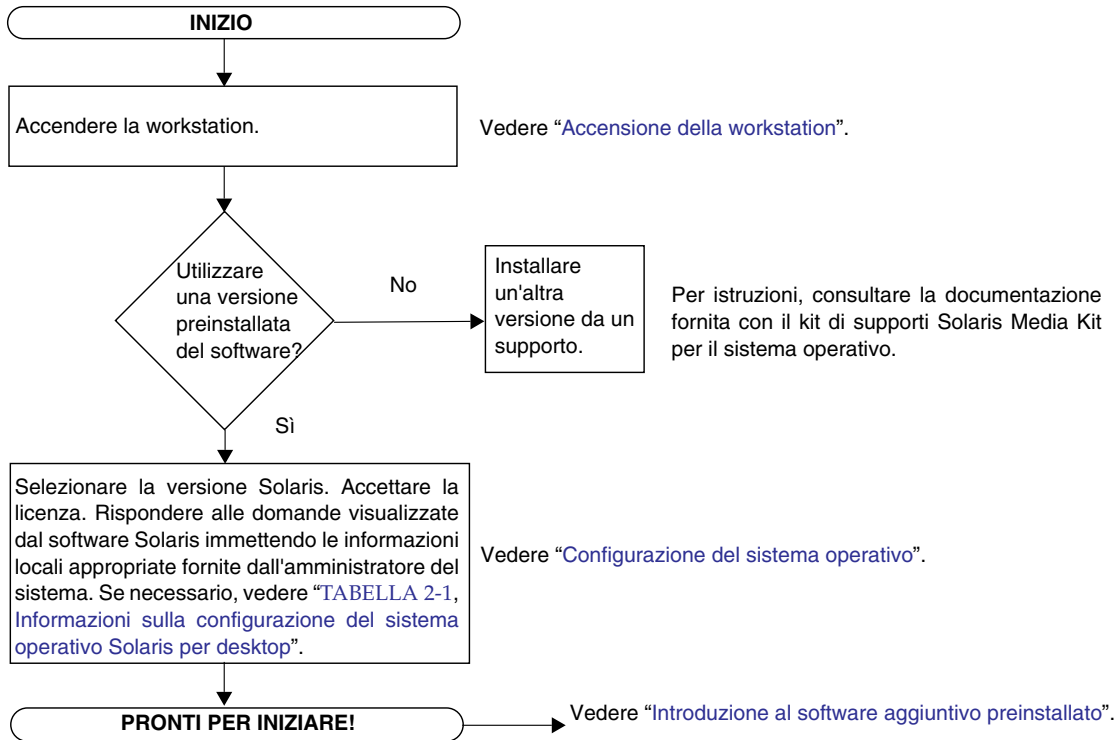 INIZIO
Accendere la workstation.
Vedere “Accensione della workstation”.
Utilizzare
una versione
preinstallata
del software?
No
Installare
un'altra
versione da un
supporto.
Per istruzioni, consultare la documentazione
fornita con il kit di supporti Solaris Media Kit
per il sistema operativo.
Sì
Selezionare la versione Solaris. Accettare la
licenza. Rispondere alle domande visualizzate
dal software Solaris immettendo le informazioni
locali appropriate fornite dall'amministratore del
sistema. Se necessario, vedere “TABELLA 2-1,
Informazioni sulla configurazione del sistema
operativo Solaris per desktop”.
Vedere “Configurazione del sistema operativo”.
PRONTI PER INIZIARE!
Vedere “Introduzione al software aggiuntivo preinstallato”.